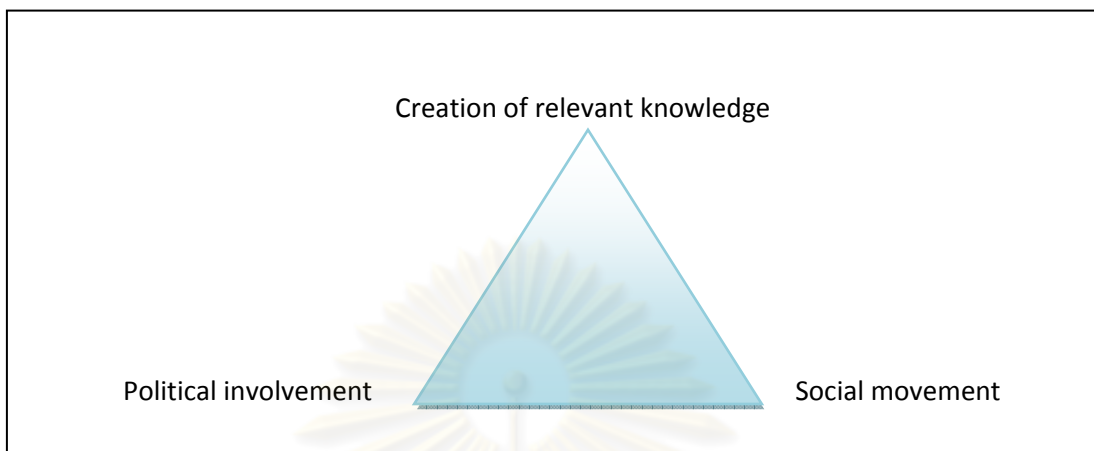 Creation of relevant knowledge
Political involvement
Social movement